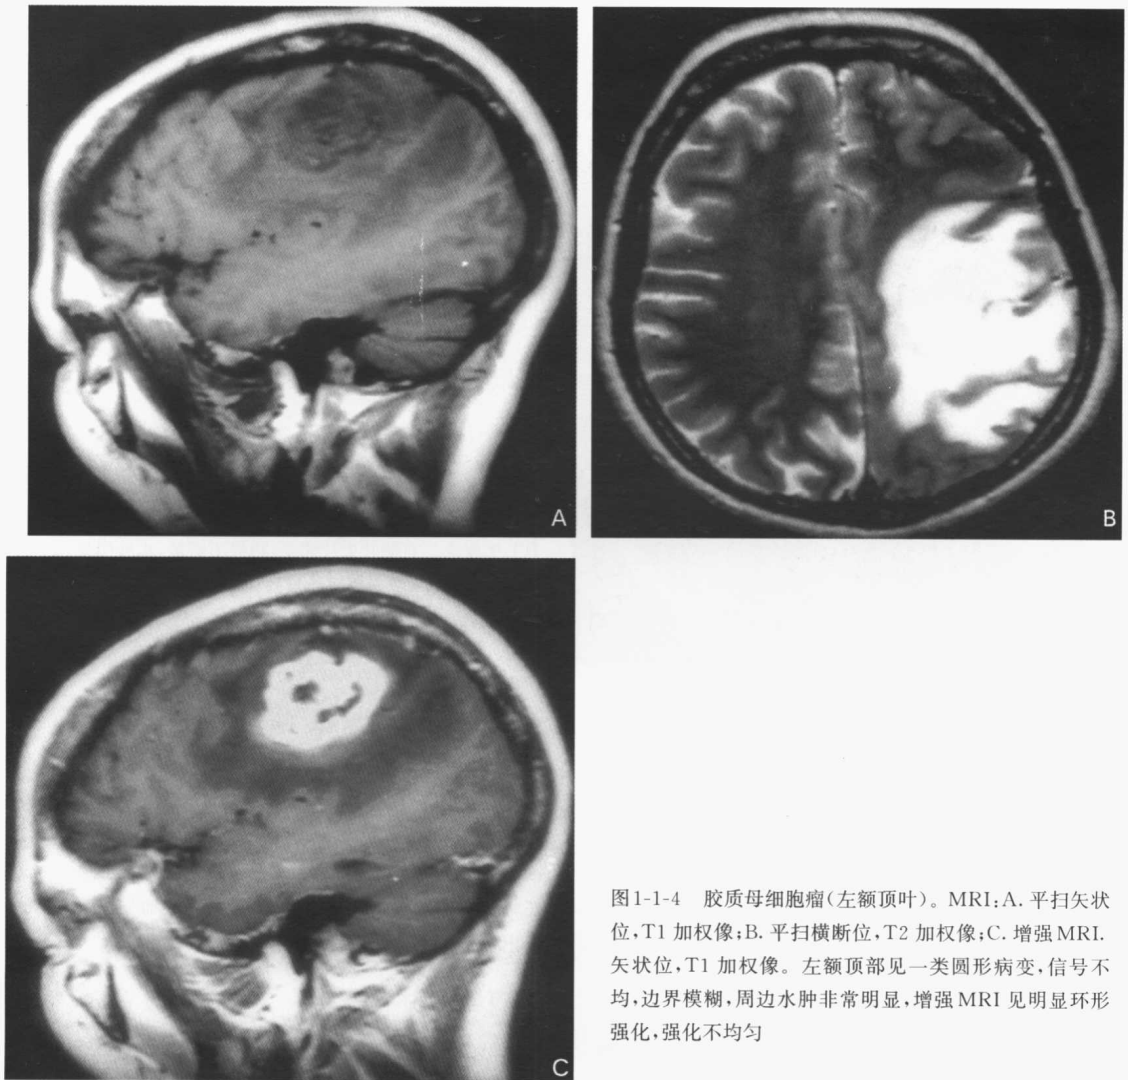 A
B
C
图1-1-4 胶质母细胞瘤(左额顶叶)。MRI:A. 平扫矢状
位,T1 加权像;B. 平扫横断位,T2 加权像;C. 增强 MRI.
矢状位,T1 加权像。左额顶部见一类圆形病变,信号不
均,边界模糊,周边水肿非常明显,增强 MRI 见明显环形
强化,强化不均匀